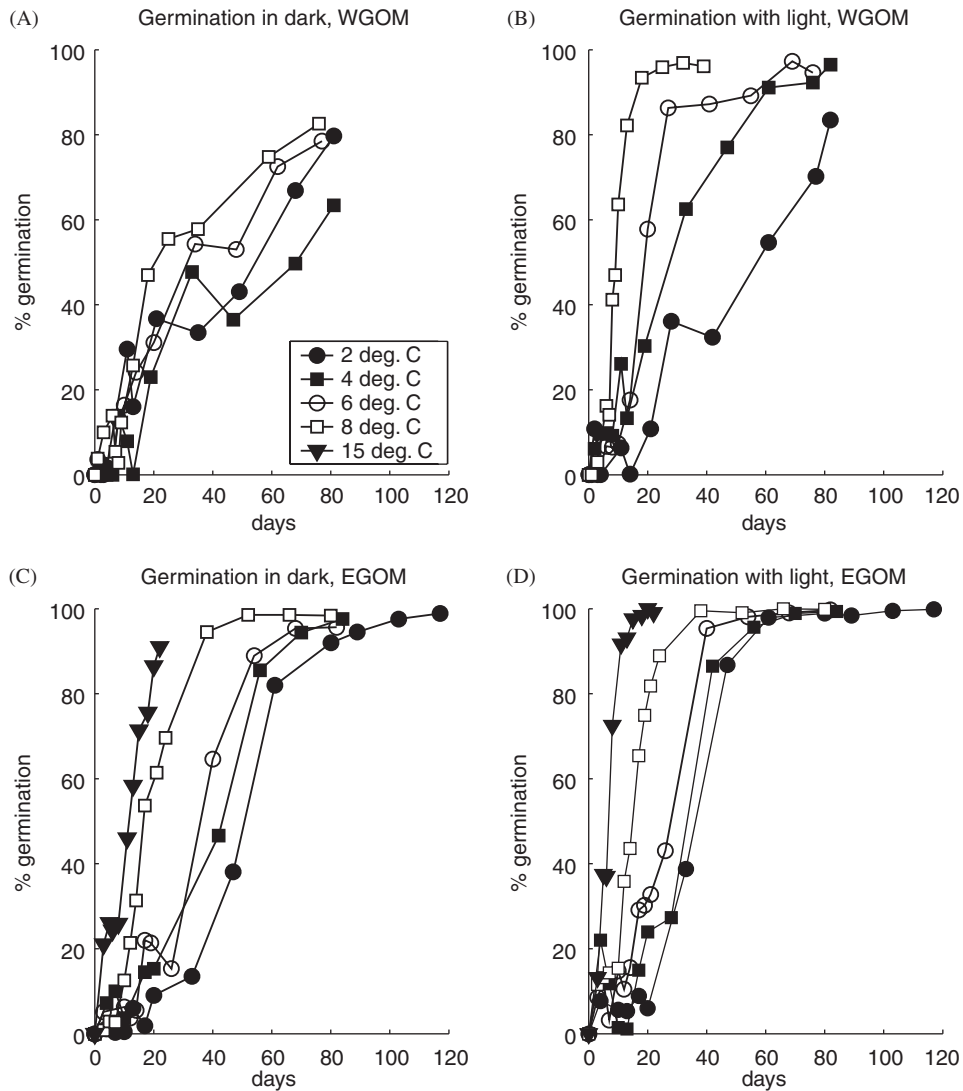 (A) Germination in dark, WGOM
100
80
60
40
20
0
% germination
0 20 40 60 80 100 120
days
2 deg. C
4 deg. C
6 deg. C
8 deg. C
15 deg. C
(B) Germination with light, WGOM
100
80
60
40
20
0
% germination
0 20 40 60 80 100 120
days
(C) Germination in dark, EGOM
100
80
60
40
20
0
% germination
0 20 40 60 80 100 120
days
(D) Germination with light, EGOM
100
80
60
40
20
0
% germination
0 20 40 60 80 100 120
days